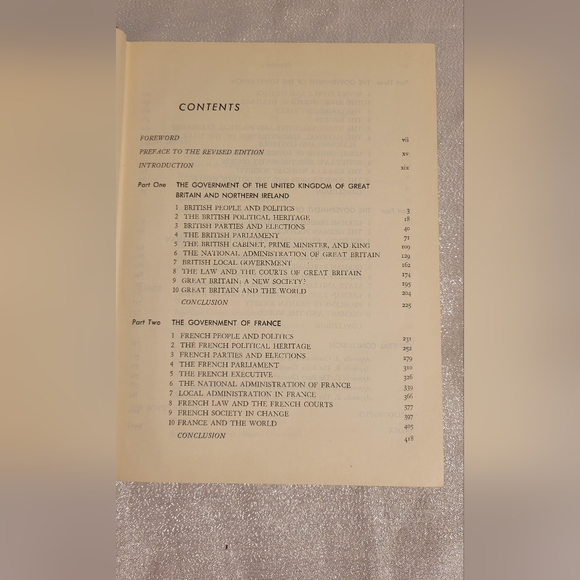 CONTENTS
FOREWORD vii
PREFACE TO THE REVISED EDITION xv
INTRODUCTION xix
Part One THE GOVERNMENT OF THE UNITED KINGDOM OF GREAT
BRITAIN AND NORTHERN IRELAND
1 BRITISH PEOPLE AND POLITICS 3
2 THE BRITISH POLITICAL HERITAGE 18
3 BRITISH PARTIES AND ELECTIONS 40
4 THE BRITISH PARLIAMENT 71
5 THE BRITISH CABINET, PRIME MINISTER, AND KING 109
6 THE NATIONAL ADMINISTRATION OF GREAT BRITAIN 129
7 BRITISH LOCAL GOVERNMENT 162
8 THE LAW AND THE COURTS OF GREAT BRITAIN 174
9 GREAT BRITAIN: A NEW SOCIETY? 195
10 GREAT BRITAIN AND THE WORLD 204
CONCLUSION 225
Part Two THE GOVERNMENT OF FRANCE
1 FRENCH PEOPLE AND POLITICS 231
2 THE FRENCH POLITICAL HERITAGE 252
3 FRENCH PARTIES AND ELECTIONS 279
4 THE FRENCH PARLIAMENT 310
5 THE FRENCH EXECUTIVE 326
6 THE NATIONAL ADMINISTRATION OF FRANCE 339
7 LOCAL ADMINISTRATION IN FRANCE 366
8 FRENCH LAW AND THE FRENCH COURTS 377
9 FRENCH SOCIETY IN CHANGE 397
10 FRANCE AND THE WORLD 405
CONCLUSION 418